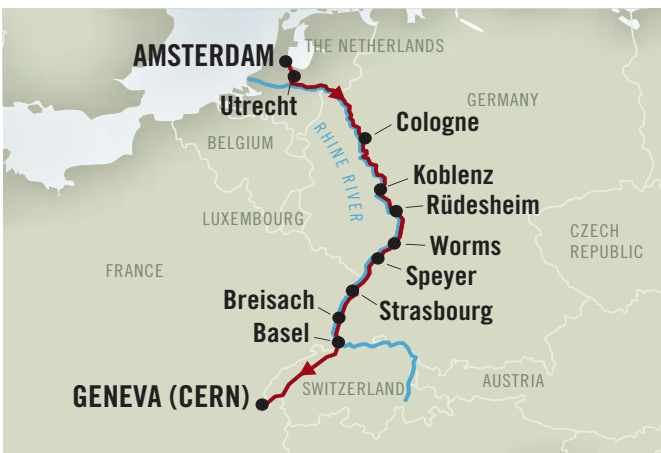 AMSTERDAM
THE NETHERLANDS
Utrecht
GERMANY
Cologne
BELGIUM
RHINE RIVER
Koblenz
Rüdesheim
LUXEMBOURG
CZECH
REPUBLIC
Worms
FRANCE
Speyer
Breisach
Strasbourg
Basel
SWITZERLAND
AUSTRIA
GENEVA (CERN)